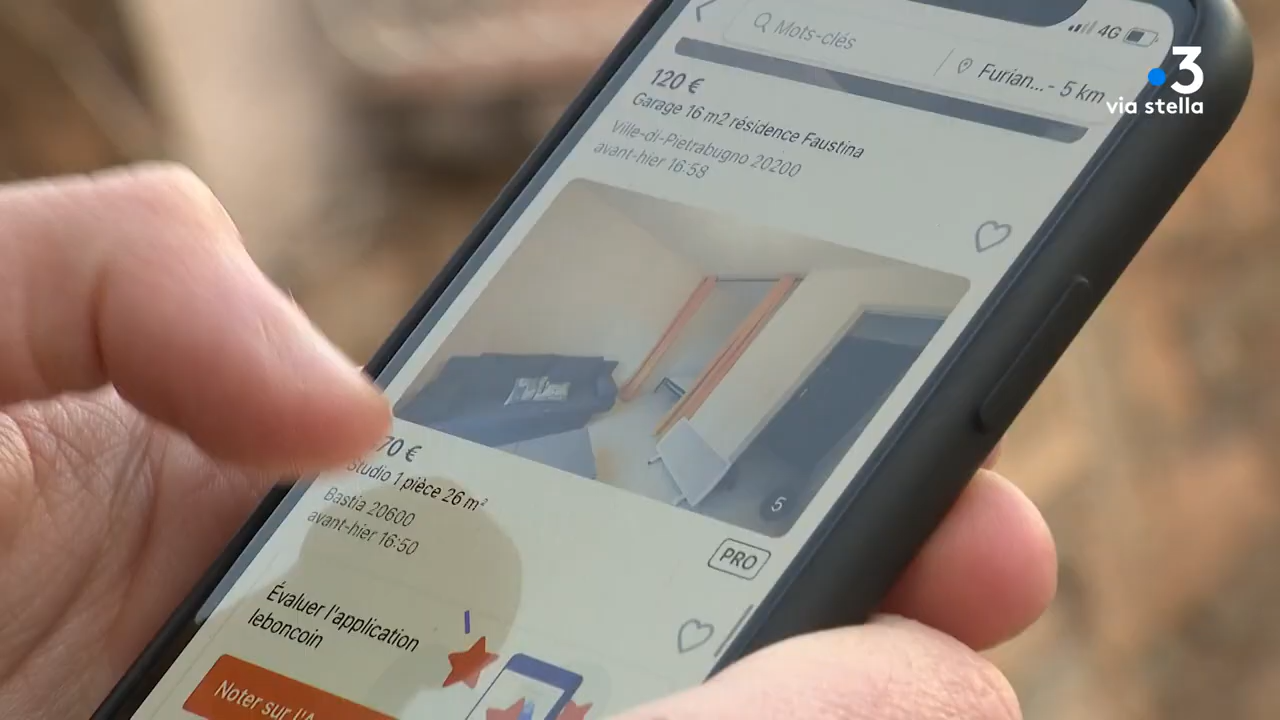 4G
3
via stella
Mots-clés
Furian... - 5 km
120 €
Garage 16 m2 résidence Faustina
Ville-di-Pietrabugno 20200
avant-hier 16:58
5
70 €
Studio 1 pièce 26 m²
Bastia 20600
avant-hier 16:50
PRO
Évaluer l'application
leboncoin
Noter sur l'A